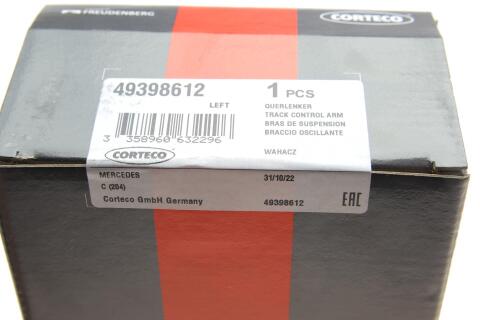 FREUDENBERG
CORTECO
49398612
LEFT
1 PCS
QUERLENKER
TRACK CONTROL ARM
BRAS DE SUSPENSION
BRACCIO OSCILLANTE
WAHACZ
3 358960 632296
CORTECO
MERCEDES
31/10/22
C (204)
Corteco GmbH Germany
49398612
EAC